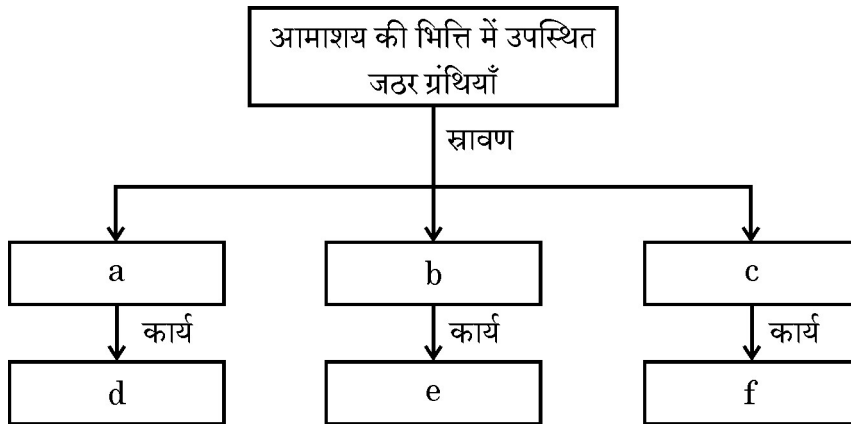 आमाशय की भित्ति में उपस्थित
जठर ग्रंथियाँ
स्रावण
a
b
c
कार्य
कार्य
कार्य
d
e
f